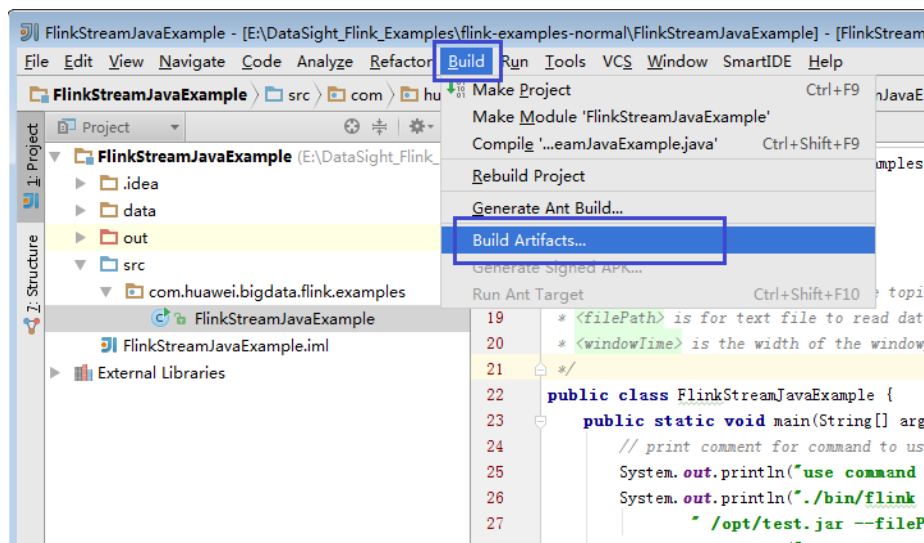 FlinkStreamJavaExample - [E:\DataSight_Flink_Examples\flink-examples-normal\FlinkStreamJavaExample] - [FlinkStream
File Edit View Navigate Code Analyze Refactor Build Run Tools VCS Window SmartIDE Help
FlinkStreamJavaExample src com hu
Make Project Ctrl+F9
Make Module 'FlinkStreamJavaExample'
Compile '...eamJavaExample.java' Ctrl+Shift+F9
Rebuild Project
Generate Ant Build...
Build Artifacts...
Generate Signed APK...
Run Ant Target Ctrl+Shift+F10
1: Project
7: Structure
Project
FlinkStreamJavaExample (E:\DataSight_Flink_
.idea
data
out
src
com.huawei.bigdata.flink.examples
FlinkStreamJavaExample
FlinkStreamJavaExample.iml
External Libraries
19 * <filePath> is for text file to read dat
20 * <windowTime> is the width of the window
21 */
22 public class FlinkStreamJavaExample {
23 public static void main(String[] arg
24 // print comment for command to us
25 System.out.println("use command
26 System.out.println("./bin/flink
27 " /opt/test.jar --fileP